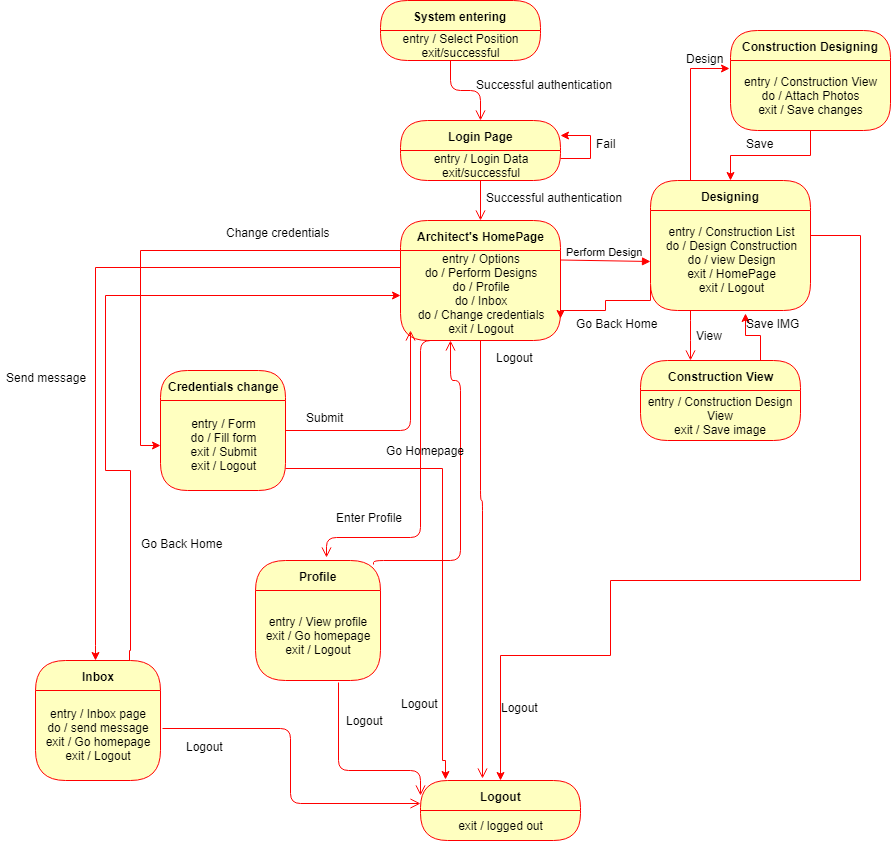 System entering
entry / Select Position
exit/successful
Successful authentication
Login Page
entry / Login Data
exit/successful
Fail
Successful authentication
Construction Designing
entry / Construction View
do / Attach Photos
exit / Save changes
Design
Save
Designing
entry / Construction List
do / Design Construction
do / view Design
exit / HomePage
exit / Logout
Change credentials
Architect's HomePage
entry / Options
do / Perform Designs
do / Profile
do / Inbox
do / Change credentials
exit / Logout
Perform Design
Go Back Home
View
Save IMG
Construction View
entry / Construction Design
View
exit / Save image
Logout
Send message
Credentials change
entry / Form
do / Fill form
exit / Submit
exit / Logout
Submit
Go Homepage
Enter Profile
Go Back Home
Profile
entry / View profile
exit / Go homepage
exit / Logout
Inbox
entry / Inbox page
do / send message
exit / Go homepage
exit / Logout
Logout
Logout
Logout
Logout
Logout
exit / logged out